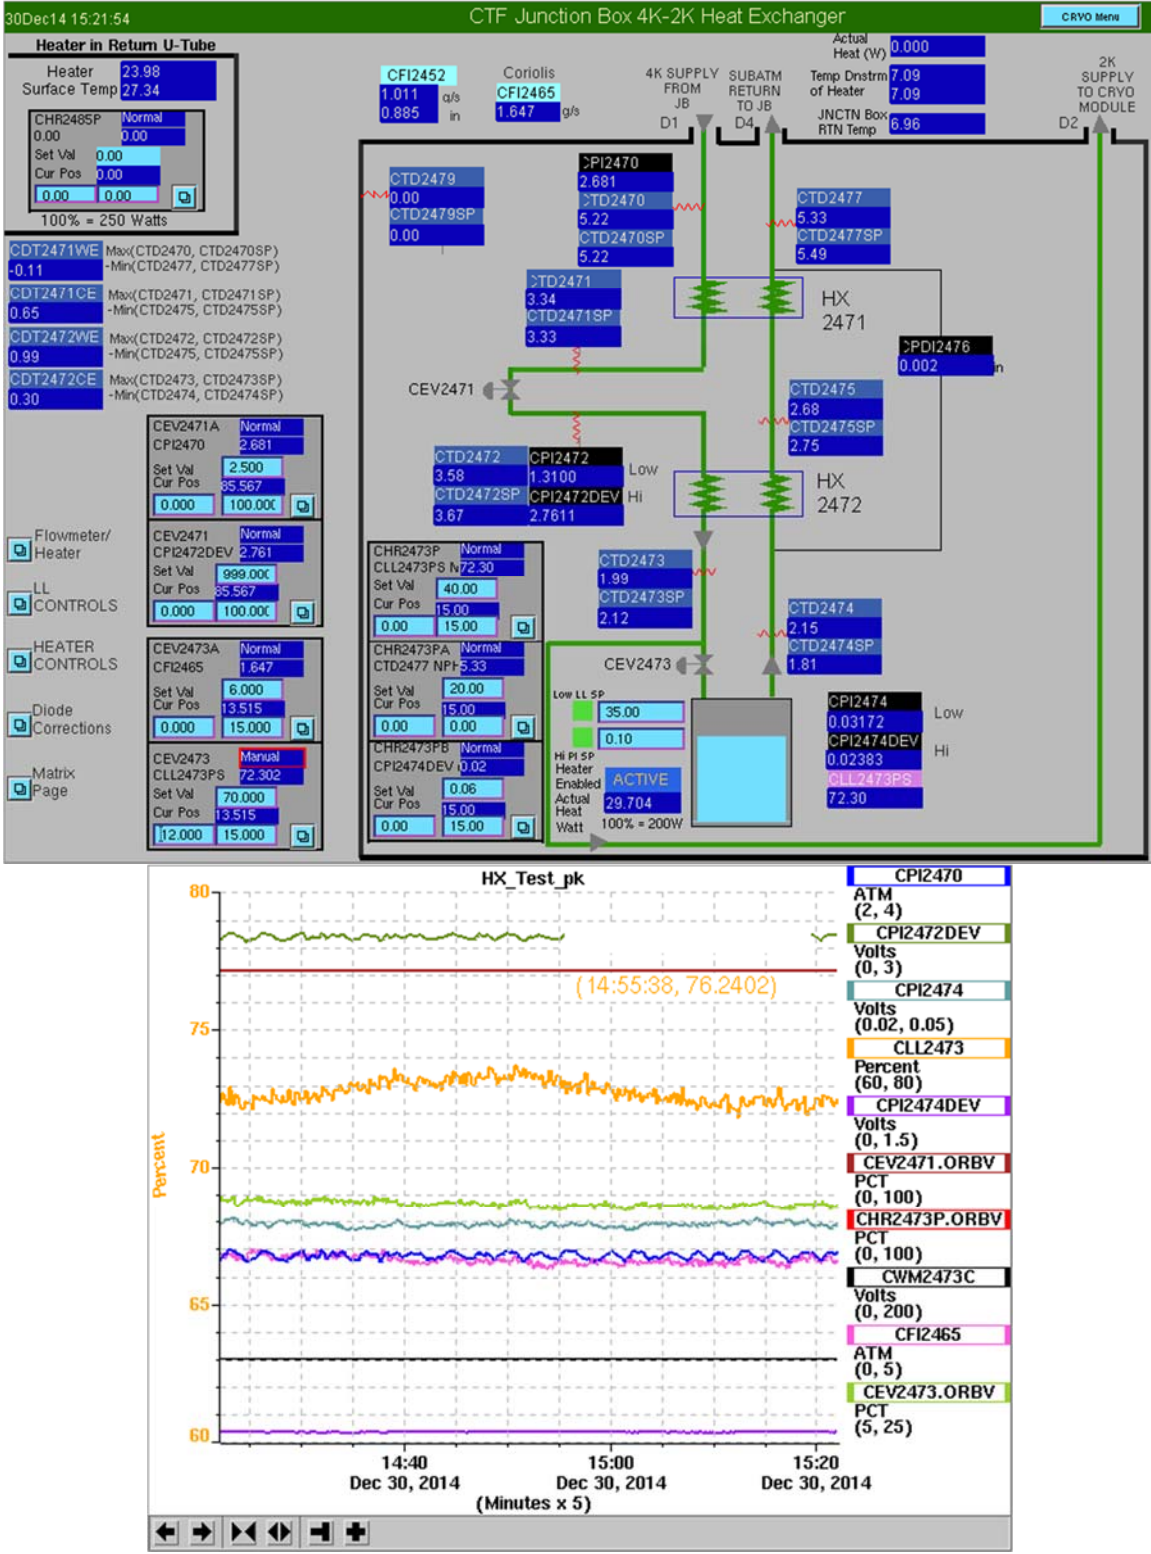 30Dec14 15:21:54
CTF Junction Box 4K-2K Heat Exchanger
CRYO Menu
Heater in Return U-Tube
Heater 23.98
Surface Temp 27.34
CHR2485P Normal
0.00 0.00
Set Val 0.00
Cur Pos 0.00
0.00 0.00
100% = 250 Watts
CFI2452
1.011 g/s
0.885 in
Coriolis
CFI2465
1.647 g/s
4K SUPPLY
FROM
JB
D1
SUBATM
RETURN
TO JB
D4
Actual
Heat (W) 0.000
Temp Dnstrm 7.09
of Heater 7.09
JNCTN Box
RTN Temp 6.96
2K
SUPPLY
TO CRYO
MODULE
D2
CDT2471WE Max(CTD2470, CTD2470SP)
-0.11 -Min(CTD2477, CTD2477SP)
CDT2471CE Max(CTD2471, CTD2471SP)
0.65 -Min(CTD2475, CTD2475SP)
CDT2472WE Max(CTD2472, CTD2472SP)
0.99 -Min(CTD2475, CTD2475SP)
CDT2472CE Max(CTD2473, CTD2473SP)
0.30 -Min(CTD2474, CTD2474SP)
CTD2479
0.00
CTD2479SP
0.00
CPI2470
2.681
CTD2470
5.22
CTD2470SP
5.22
CTD2477
5.33
CTD2477SP
5.49
CTD2471
3.34
CTD2471SP
3.33
HX
2471
CPDI2476
0.002 in
CEV2471
CTD2475
2.68
CTD2475SP
2.75
CTD2472
3.58
CTD2472SP
3.67
CPI2472
1.3100 Low
CPI2472DEV Hi
2.7611
HX
2472
CEV2471A Normal
CPI2470 2.681
Set Val 2.500
Cur Pos 85.567
0.000 100.00
CEV2471 Normal
CPI2472DEV 2.761
Set Val 999.00
Cur Pos 85.567
0.000 100.00
CEV2473A Normal
CFI2465 1.647
Set Val 6.000
Cur Pos 13.515
0.000 15.000
CEV2473 Manual
CLL2473PS 72.302
Set Val 70.000
Cur Pos 13.515
12.000 15.000
Flowmeter/
Heater
LL
CONTROLS
HEATER
CONTROLS
Diode
Corrections
Matrix
Page
CHR2473P Normal
CLL2473PS N 72.30
Set Val 40.00
Cur Pos 15.00
0.00 15.00
CHR2473PA Normal
CTD2477 NPH 5.33
Set Val 20.00
Cur Pos 15.00
0.00 0.00
CHR2473PB Normal
CPI2474DEV 0.02
Set Val 0.06
Cur Pos 15.00
0.00 15.00
CTD2473
1.99
CTD2473SP
2.12
CTD2474
2.15
CTD2474SP
1.81
CEV2473
Low LL SP
35.00
0.10
Hi PI SP
Heater
Enabled ACTIVE
Actual
Heat 29.704
Watt 100% = 200W
CPI2474
0.03172 Low
CPI2474DEV Hi
0.02383
CLL2473PS
72.30
HX_Test_pk
80
75
70
65
60
Percent
(14:55:38, 76.2402)
14:40 15:00 15:20
Dec 30, 2014 Dec 30, 2014 Dec 30, 2014
(Minutes x 5)
CPI2470
ATM
(2, 4)
CPI2472DEV
Volts
(0, 3)
CPI2474
Volts
(0.02, 0.05)
CLL2473
Percent
(60, 80)
CPI2474DEV
Volts
(0, 1.5)
CEV2471.ORBV
PCT
(0, 100)
CHR2473P.ORBV
PCT
(0, 100)
CWM2473C
Volts
(0, 200)
CFI2465
ATM
(0, 5)
CEV2473.ORBV
PCT
(5, 25)